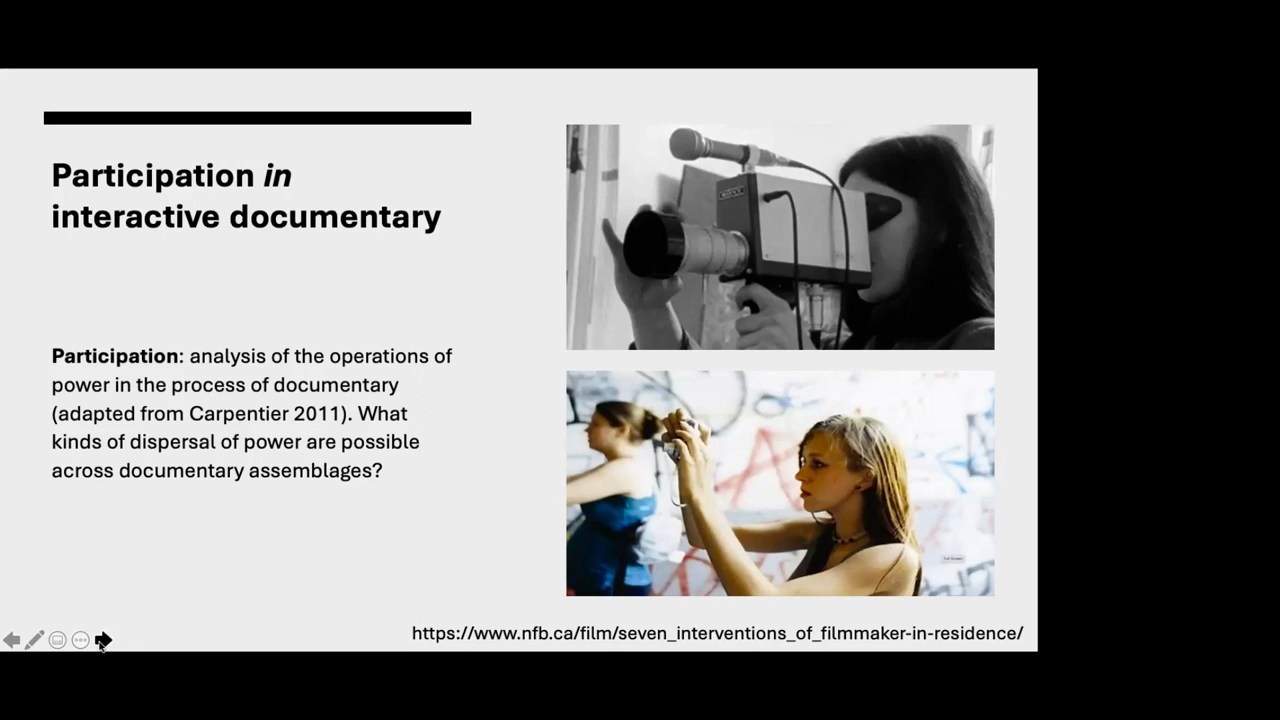 Participation in
interactive documentary
Participation: analysis of the operations of
power in the process of documentary
(adapted from Carpentier 2011). What
kinds of dispersal of power are possible
across documentary assemblages?
SONY
https://www.nfb.ca/film/seven_interventions_of_filmmaker-in-residence/